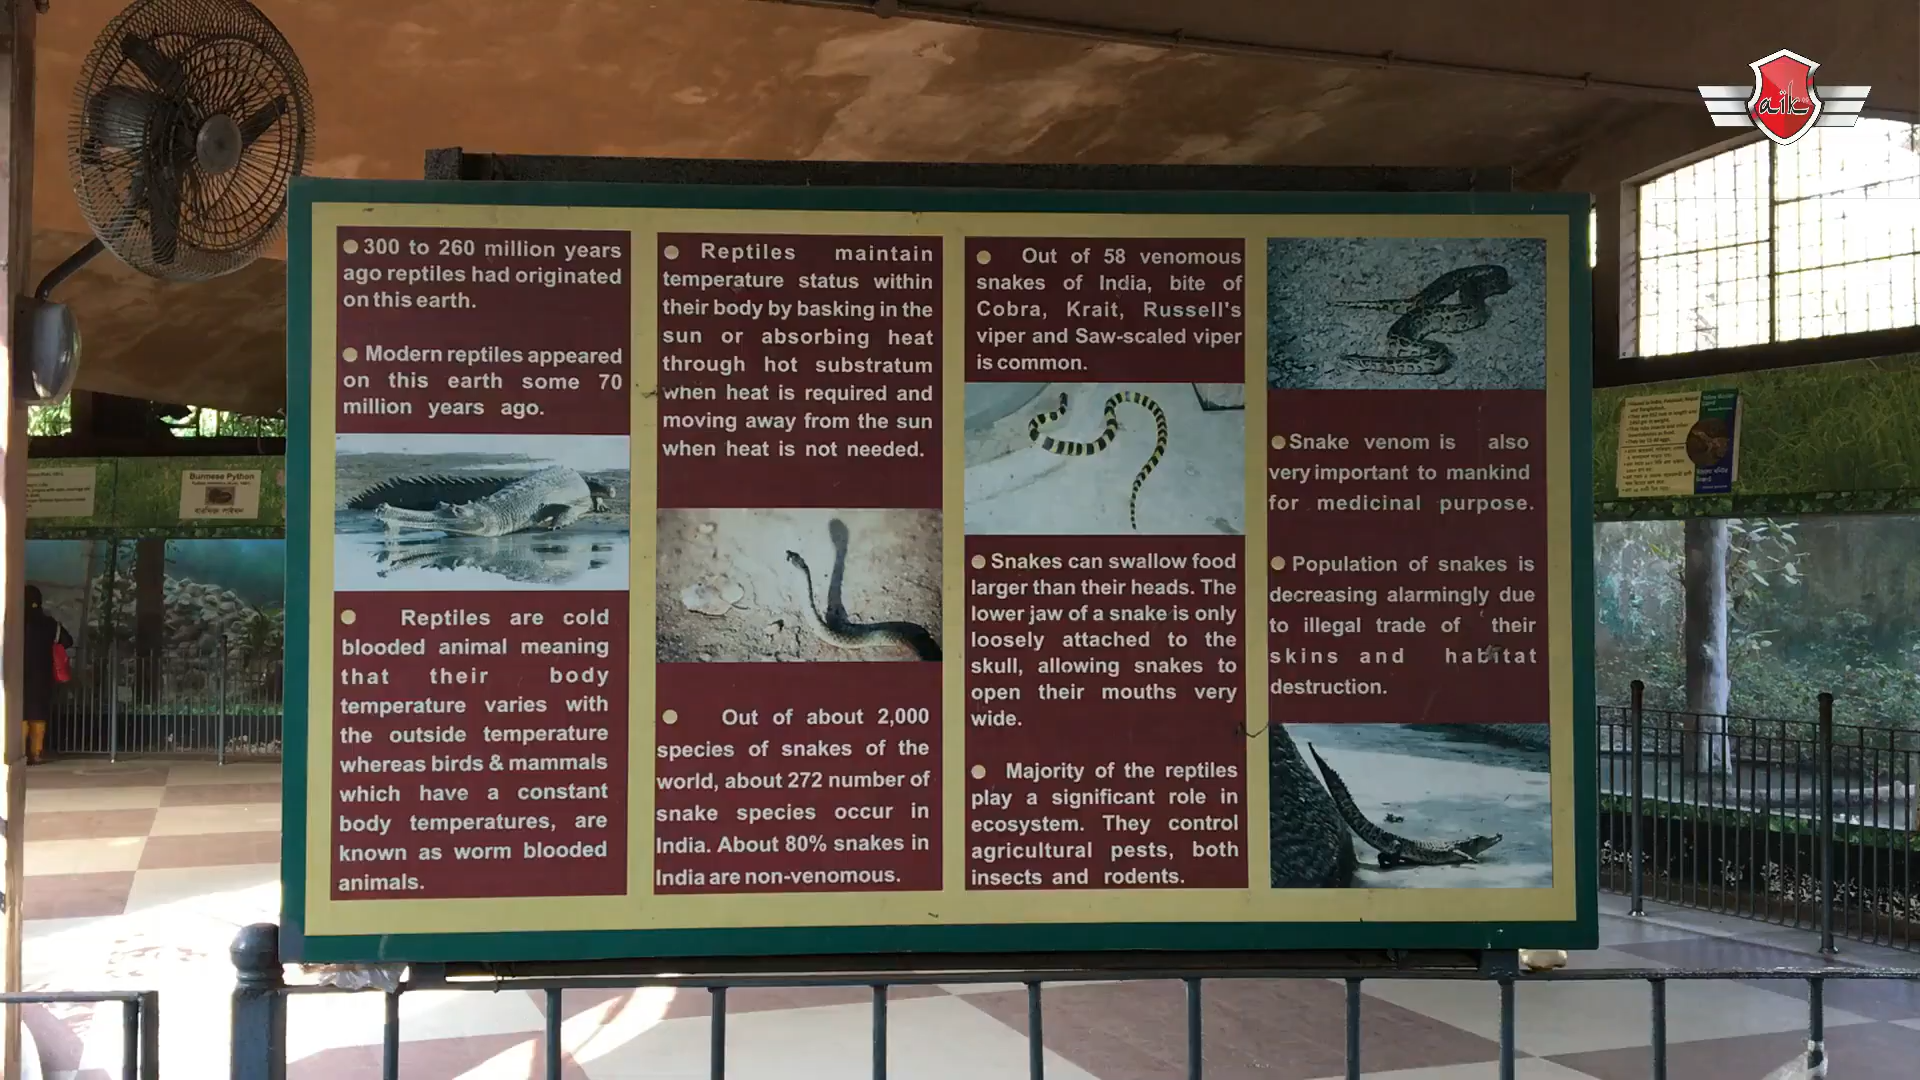 300 to 260 million years
ago reptiles had originated
on this earth.
Modern reptiles appeared
on this earth some 70
million years ago.
Reptiles are cold
blooded animal meaning
that their body
temperature varies with
the outside temperature
whereas birds & mammals
which have a constant
body temperatures, are
known as worm blooded
animals.
Reptiles maintain
temperature status within
their body by basking in the
sun or absorbing heat
through hot substratum
when heat is required and
moving away from the sun
when heat is not needed.
Out of about 2,000
species of snakes of the
world, about 272 number of
snake species occur in
India. About 80% snakes in
India are non-venomous.
Out of 58 venomous
snakes of India, bite of
Cobra, Krait, Russell's
viper and Saw-scaled viper
is common.
Snakes can swallow food
larger than their heads. The
lower jaw of a snake is only
loosely attached to the
skull, allowing snakes to
open their mouths very
wide.
Majority of the reptiles
play a significant role in
ecosystem. They control
agricultural pests, both
insects and rodents.
Snake venom is also
very important to mankind
for medicinal purpose.
Population of snakes is
decreasing alarmingly due
to illegal trade of their
skins and habitat
destruction.
Burmese Python
aik